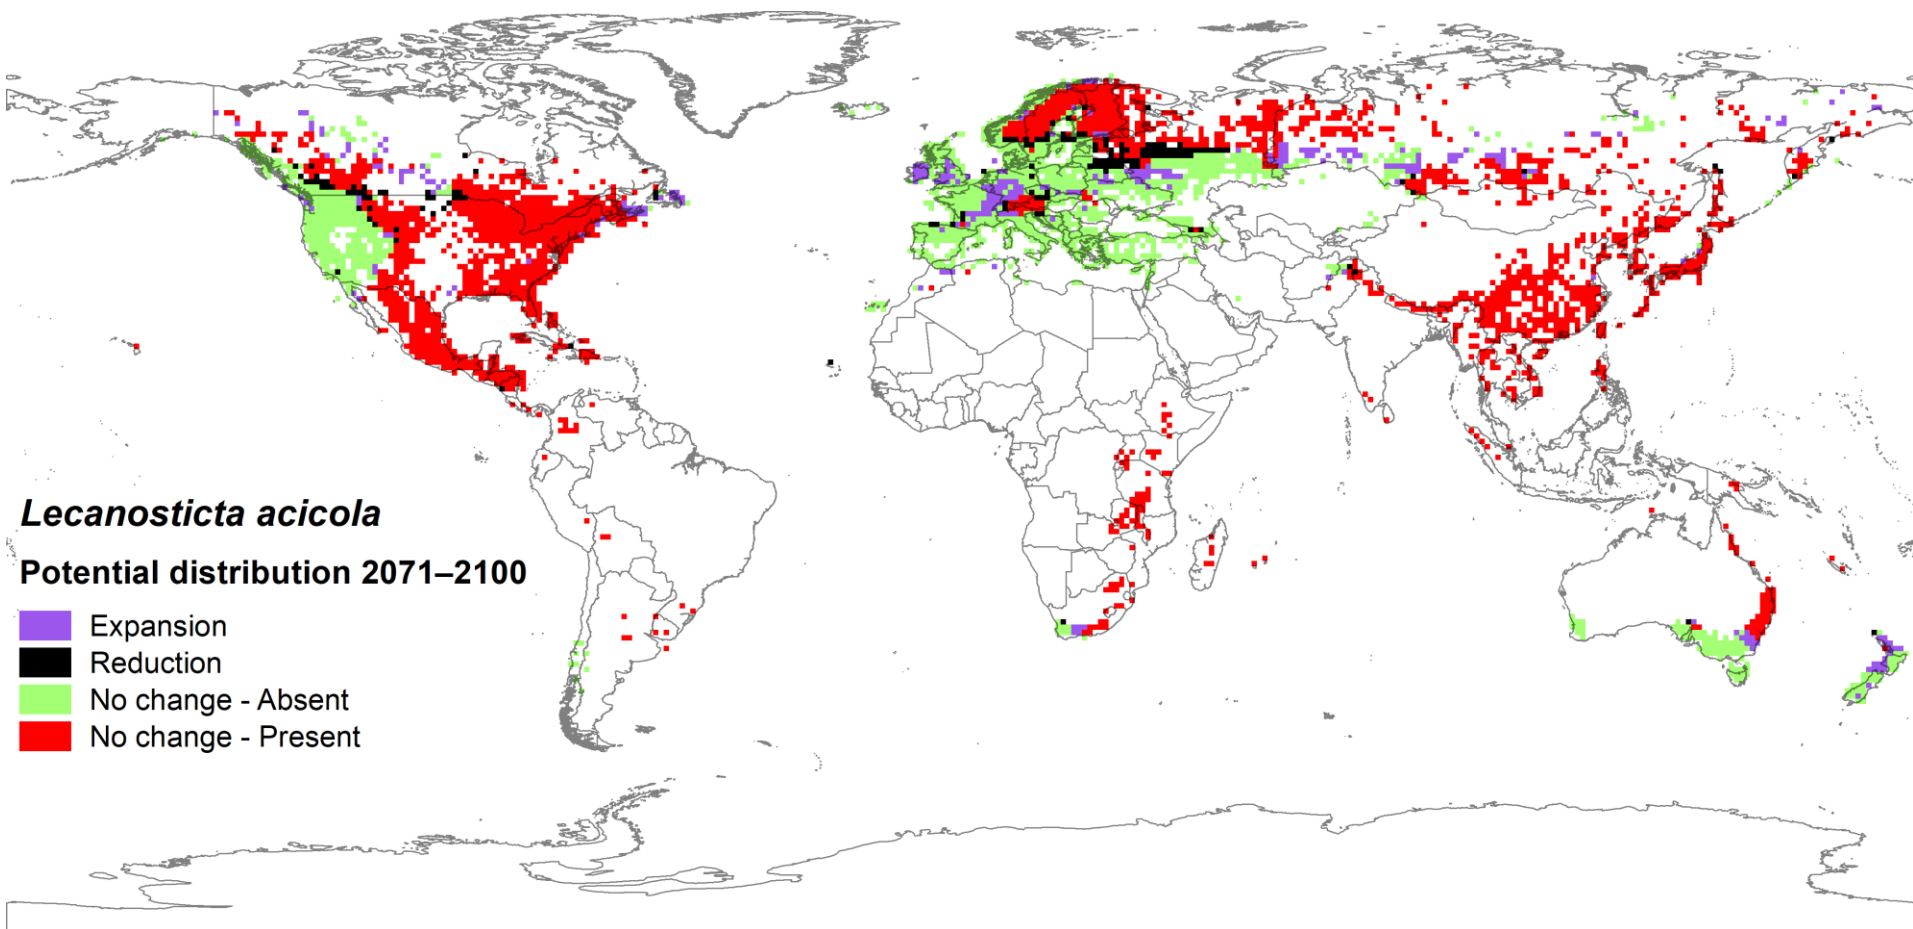 Lecanosticta acicola
Potential distribution 2071–2100
Expansion
Reduction
No change - Absent
No change - Present